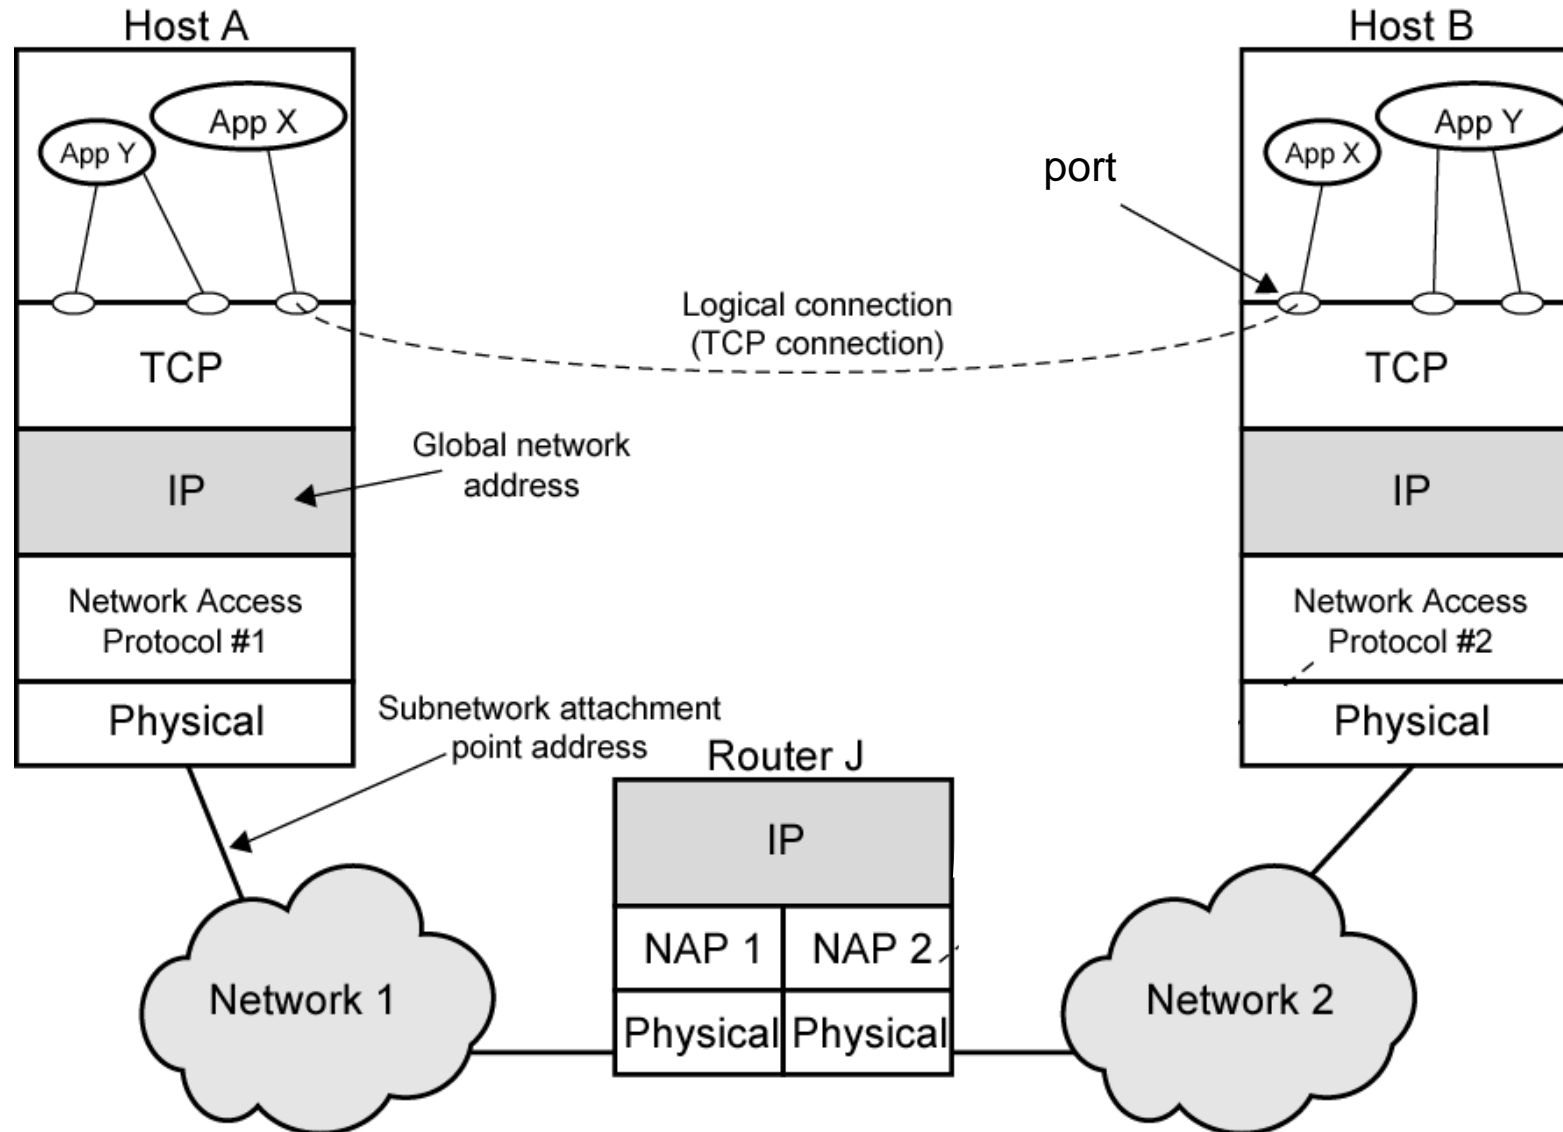 Host A
App X
App Y
TCP
IP
Network Access
Protocol #1
Physical
Logical connection
(TCP connection)
Global network
address
Subnetwork attachment
point address
port
Host B
App X
App Y
TCP
IP
Network Access
Protocol #2
Physical
Router J
IP
NAP 1
NAP 2
Physical
Physical
Network 1
Network 2